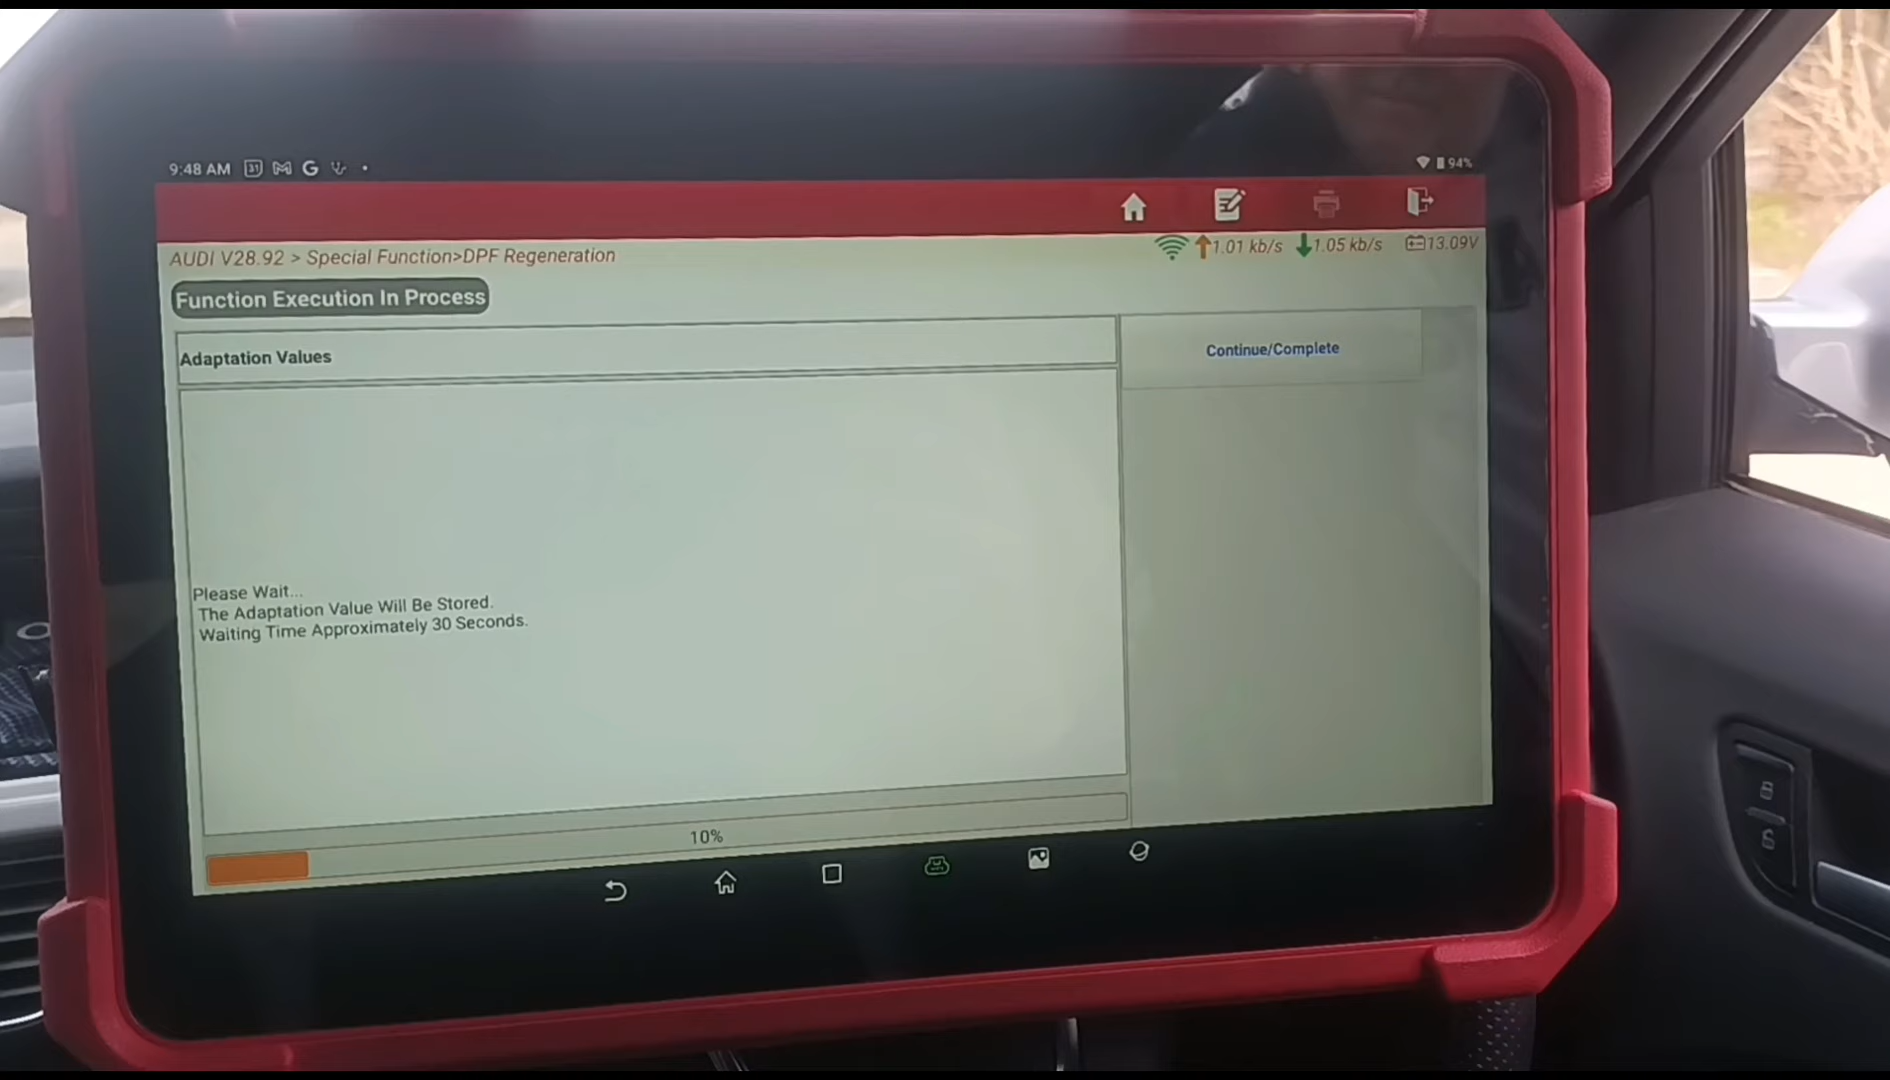 9:48 AM 31 G
94%
1.01 kb/s 1.05 kb/s 13.09V
AUDI V28.92 > Special Function>DPF Regeneration
Function Execution In Process
Adaptation Values
Continue/Complete
Please Wait...
The Adaptation Value Will Be Stored.
Waiting Time Approximately 30 Seconds.
10%